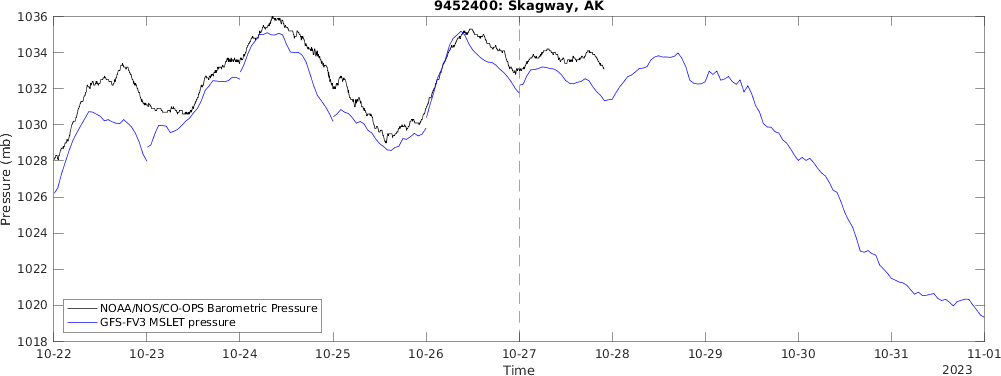 9452400: Skagway, AK
1036
1034
1032
1030
1028
1026
1024
1022
1020
1018
Pressure (mb)
NOAA/NOS/CO-OPS Barometric Pressure
GFS-FV3 MSLET pressure
10-22 10-23 10-24 10-25 10-26 10-27 10-28 10-29 10-30 10-31 11-01
Time
2023